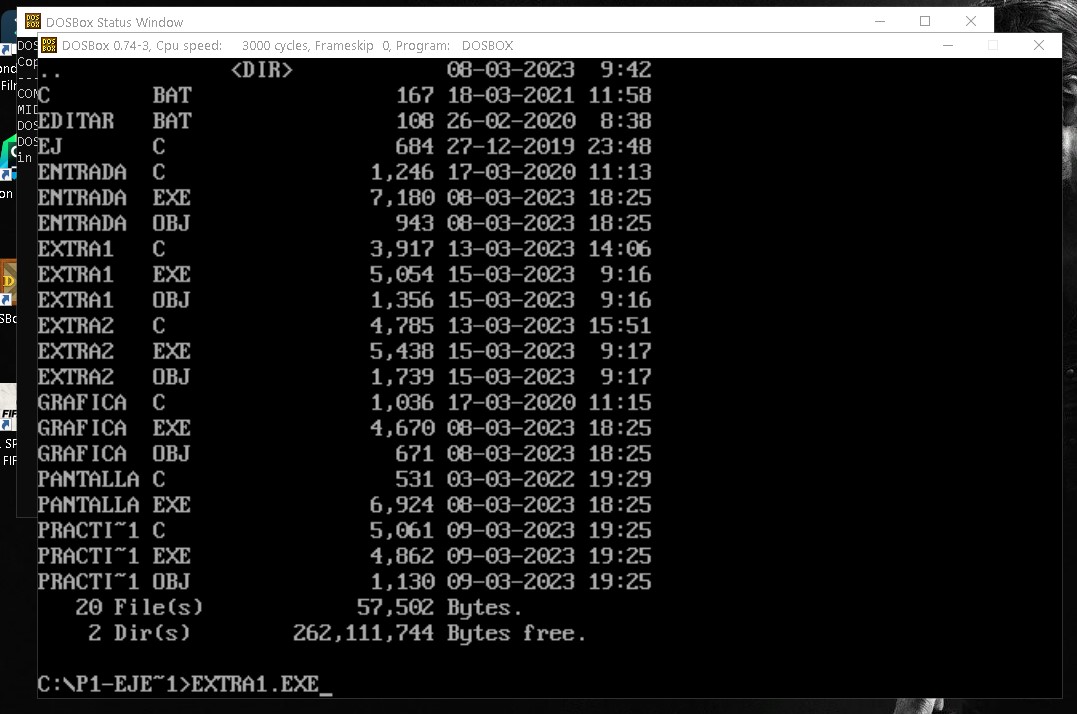 DOSBox Status Window
DOSBox 0.74-3, Cpu speed: 3000 cycles, Frameskip 0, Program: DOSBOX
.. <DIR> 08-03-2023 9:42
C BAT 167 18-03-2021 11:58
EDITAR BAT 108 26-02-2020 8:38
EJ C 684 27-12-2019 23:48
ENTRADA C 1,246 17-03-2020 11:13
ENTRADA EXE 7,180 08-03-2023 18:25
ENTRADA OBJ 943 08-03-2023 18:25
EXTRA1 C 3,917 13-03-2023 14:06
EXTRA1 EXE 5,054 15-03-2023 9:16
EXTRA1 OBJ 1,356 15-03-2023 9:16
EXTRA2 C 4,785 13-03-2023 15:51
EXTRA2 EXE 5,438 15-03-2023 9:17
EXTRA2 OBJ 1,739 15-03-2023 9:17
GRAFICA C 1,036 17-03-2020 11:15
GRAFICA EXE 4,670 08-03-2023 18:25
GRAFICA OBJ 671 08-03-2023 18:25
PANTALLA C 531 03-03-2022 19:29
PANTALLA EXE 6,924 08-03-2023 18:25
PRACTI~1 C 5,061 09-03-2023 19:25
PRACTI~1 EXE 4,862 09-03-2023 19:25
PRACTI~1 OBJ 1,130 09-03-2023 19:25
20 File(s) 57,502 Bytes.
2 Dir(s) 262,111,744 Bytes free.
C:\P1-EJE~1>EXTRA1.EXE_